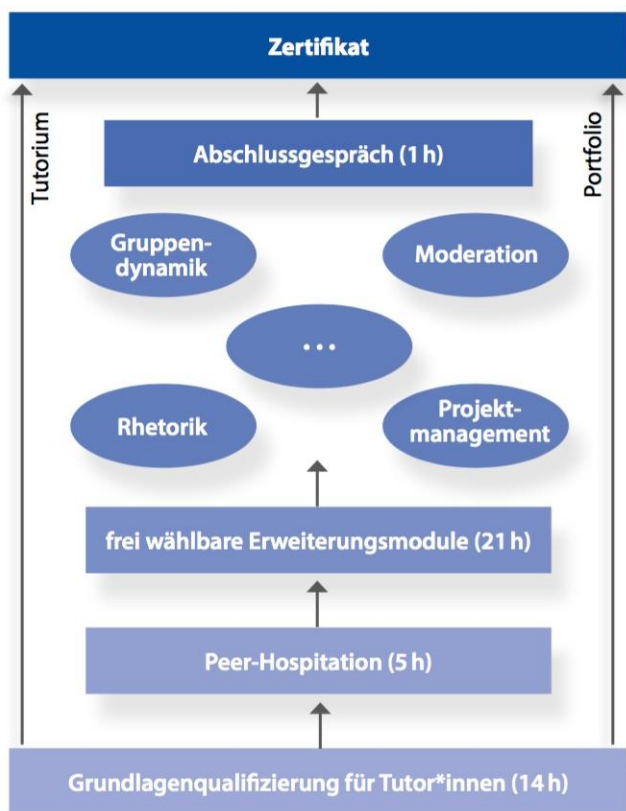 Zertifikat
Tutorium
Portfolio
Abschlussgespräch (1 h)
Gruppen-
dynamik
Moderation
...
Rhetorik
Projekt-
management
frei wählbare Erweiterungsmodule (21 h)
Peer-Hospitation (5 h)
Grundlagenqualifizierung für Tutor*innen (14 h)